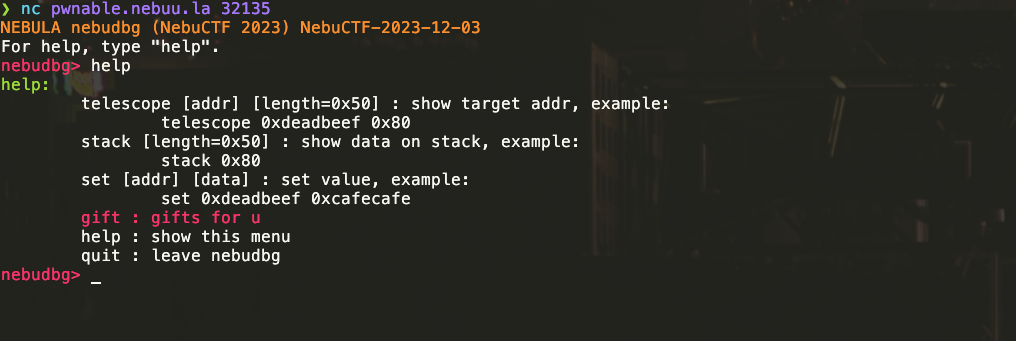 ❯ nc pwnable.nebuu.la 32135
NEBULA nebudbg (NebuCTF 2023) NebuCTF-2023-12-03
For help, type "help".
nebudbg> help
help:
telescope [addr] [length=0x50] : show target addr, example:
telescope 0xdeadbeef 0x80
stack [length=0x50] : show data on stack, example:
stack 0x80
set [addr] [data] : set value, example:
set 0xdeadbeef 0xcafecafe
gift : gifts for u
help : show this menu
quit : leave nebudbg
nebudbg> _